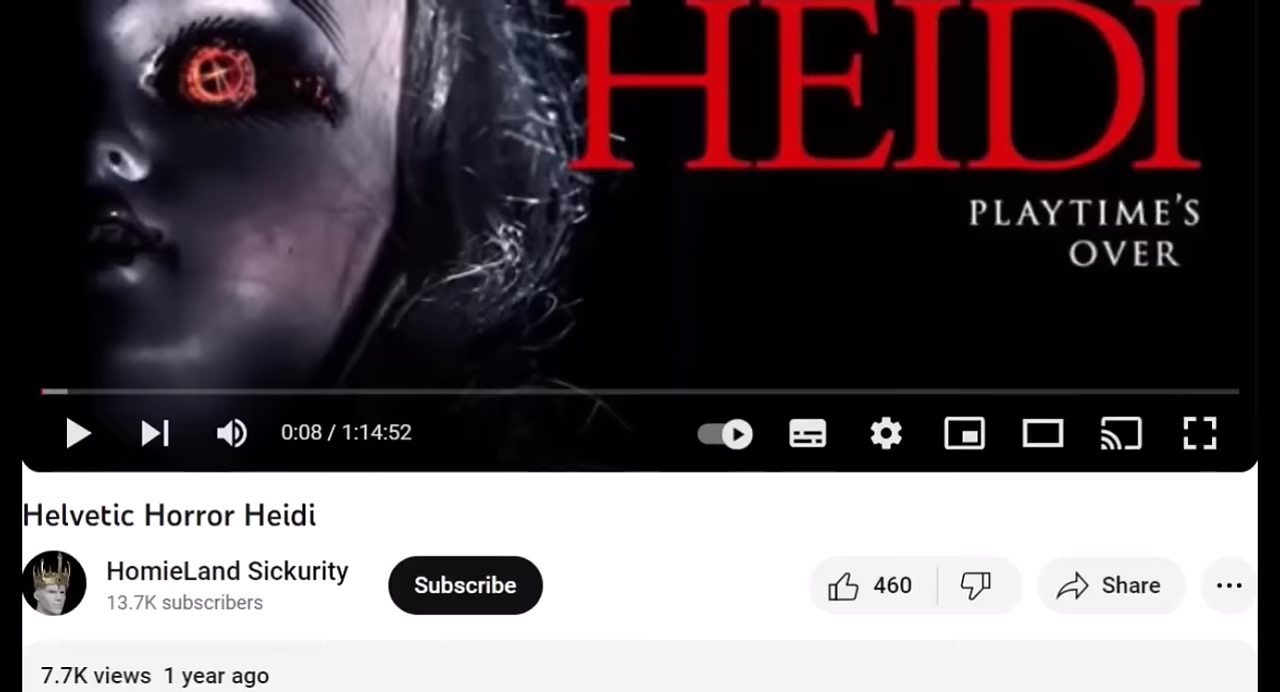 HEIDI
PLAYTIME'S
OVER
0:08 / 1:14:52
Helvetic Horror Heidi
HomieLand Sickurity
13.7K subscribers
Subscribe
460
Share
7.7K views 1 year ago